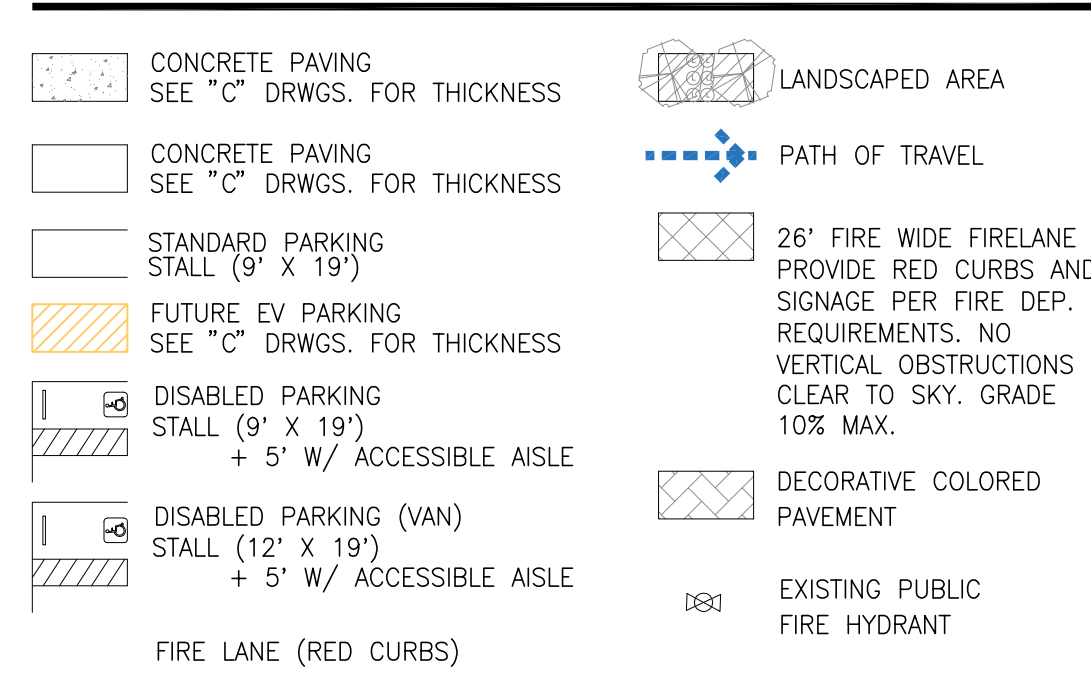 CONCRETE PAVING
SEE "C" DRWGS. FOR THICKNESS
CONCRETE PAVING
SEE "C" DRWGS. FOR THICKNESS
STANDARD PARKING
STALL (9' X 19')
FUTURE EV PARKING
SEE "C" DRWGS. FOR THICKNESS
DISABLED PARKING
STALL (9' X 19')
+ 5' W/ ACCESSIBLE AISLE
DISABLED PARKING (VAN)
STALL (12' X 19')
+ 5' W/ ACCESSIBLE AISLE
FIRE LANE (RED CURBS)
LANDSCAPED AREA
PATH OF TRAVEL
26' FIRE WIDE FIRELANE
PROVIDE RED CURBS AND
SIGNAGE PER FIRE DEP.
REQUIREMENTS. NO
VERTICAL OBSTRUCTIONS
CLEAR TO SKY. GRADE
10% MAX.
DECORATIVE COLORED
PAVEMENT
EXISTING PUBLIC
FIRE HYDRANT